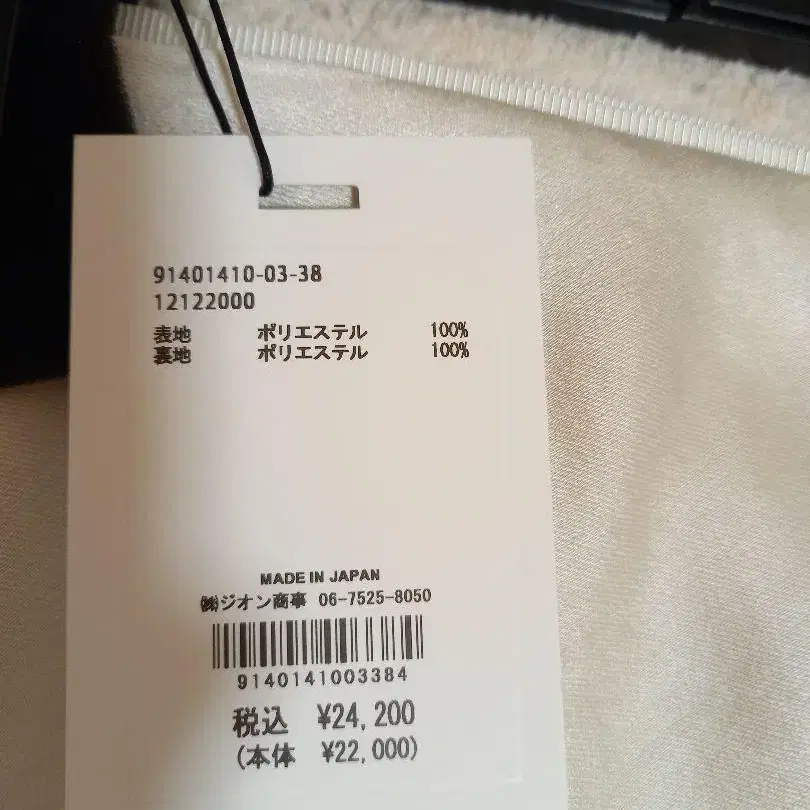 91401410-03-38
12122000
表地 ポリエステル 100%
裏地 ポリエステル 100%
MADE IN JAPAN
㈱ジオン商事 06-7525-8050
9140141003384
税込 ¥24,200
(本体 ¥22,000)